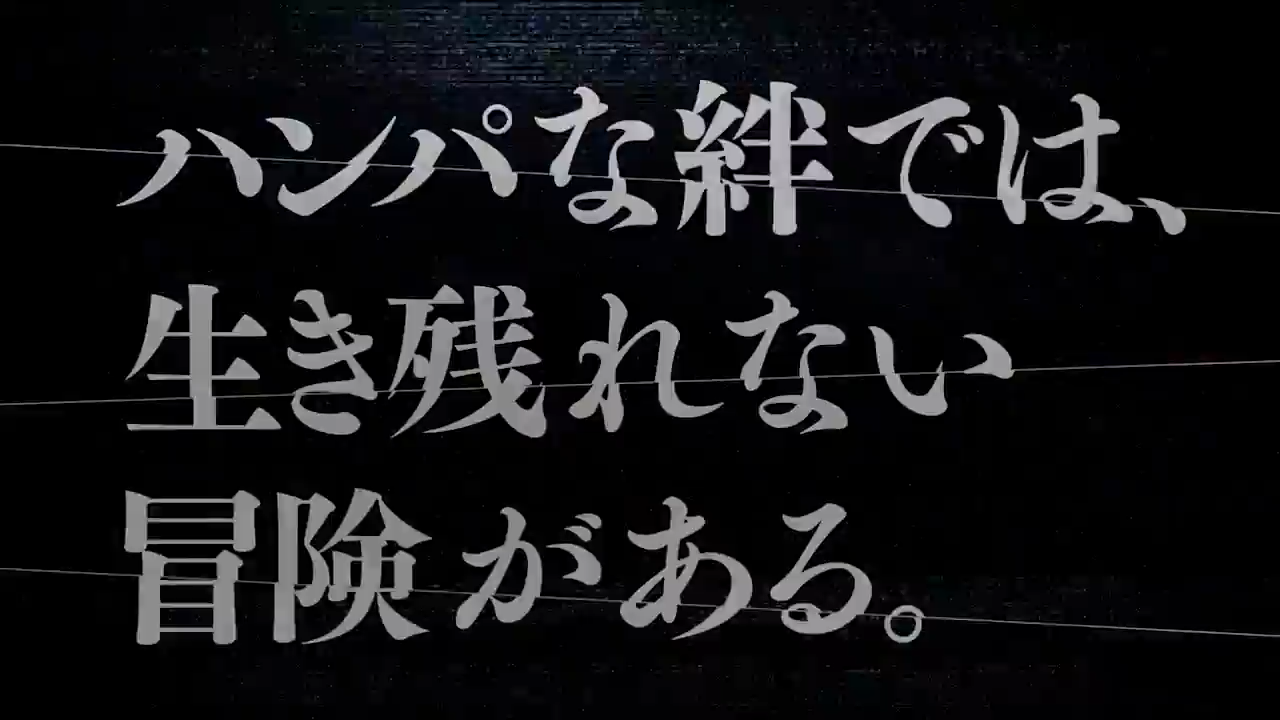 ハンパな絆では、
生き残れない
冒険がある。